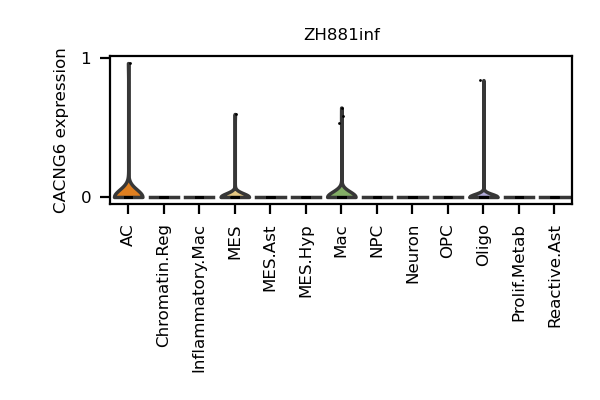 ZH881inf
CACNG6 expression
1
0
AC
Chromatin.Reg
Inflammatory.Mac
MES
MES.Ast
MES.Hyp
Mac
NPC
Neuron
OPC
Oligo
Prolif.Metab
Reactive.Ast